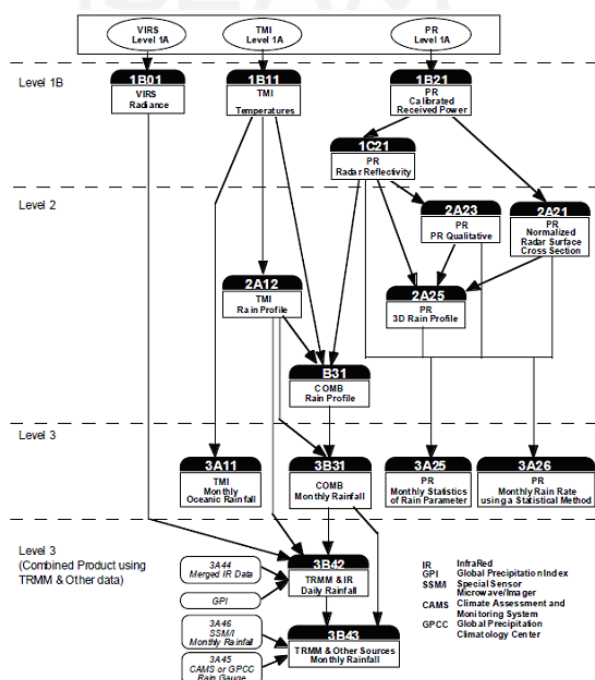 VIRS
Level 1A
TMI
Level 1A
PR
Level 1A
Level 1B
1B01
VIRS
Radiance
1B11
TMI
Temperatures
1B21
PR
Calibrated
Received Power
1C21
PR
Radar Reflectivity
Level 2
2A23
PR
PR Qualitative
2A21
PR
Normalized
Radar Surface
Cross Section
2A12
TMI
Rain Profile
2A25
PR
3D Rain Profile
B31
COMB
Rain Profile
Level 3
3A11
TMI
Monthly
Oceanic Rainfall
3B31
COMB
Monthly Rainfall
3A25
PR
Monthly Statistics
of Rain Parameter
3A26
PR
Monthly Rain Rate
using a Statistical Method
Level 3
(Combined Product using
TRMM & Other data)
3A44
Merged IR Data
GPI
3A46
SSM/I
Monthly Rainfall
3A45
CAMS or GPCC
Rain Gauge
3B42
TRMM & IR
Daily Rainfall
3B43
TRMM & Other Sources
Monthly Rainfall
IR InfraRed
GPI Global Precipitation Index
SSM/I Special Sensor
Microwave/Imager
CAMS Climate Assessment and
Monitoring System
GPCC Global Precipitation
Climatology Center